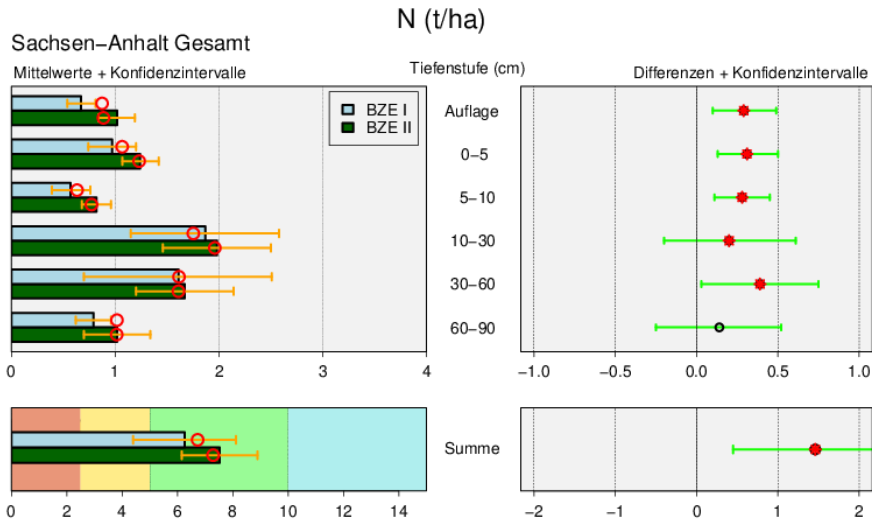 N (t/ha)
Sachsen−Anhalt Gesamt
Mittelwerte + Konfidenzintervalle
Tiefenstufe (cm)
Differenzen + Konfidenzintervalle
BZE I
BZE II
Auflage
0−5
5−10
10−30
30−60
60−90
0 1 2 3 4
−1.0 −0.5 0.0 0.5 1.0
Summe
0 2 4 6 8 10 12 14
−2 −1 0 1 2